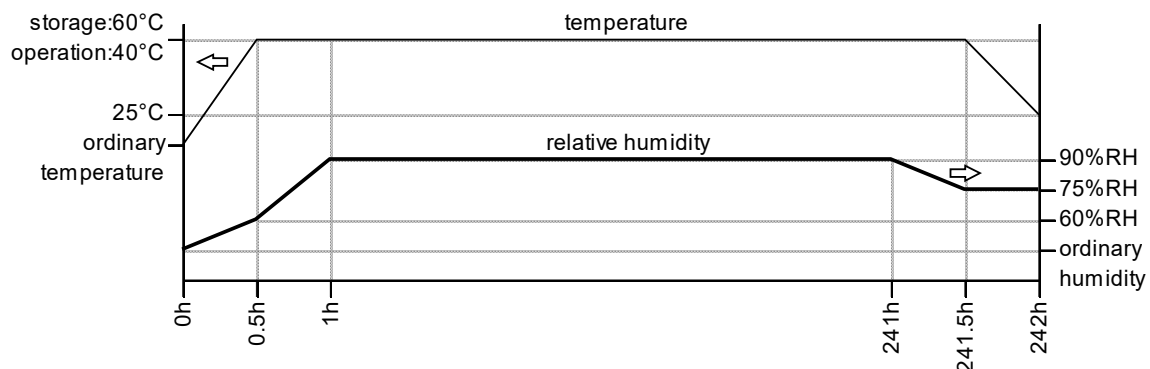 storage:60°C
temperature
operation:40°C
25°C
ordinary
temperature
relative humidity
90%RH
75%RH
60%RH
ordinary
humidity
0h
0.5h
1h
241h
241.5h
242h